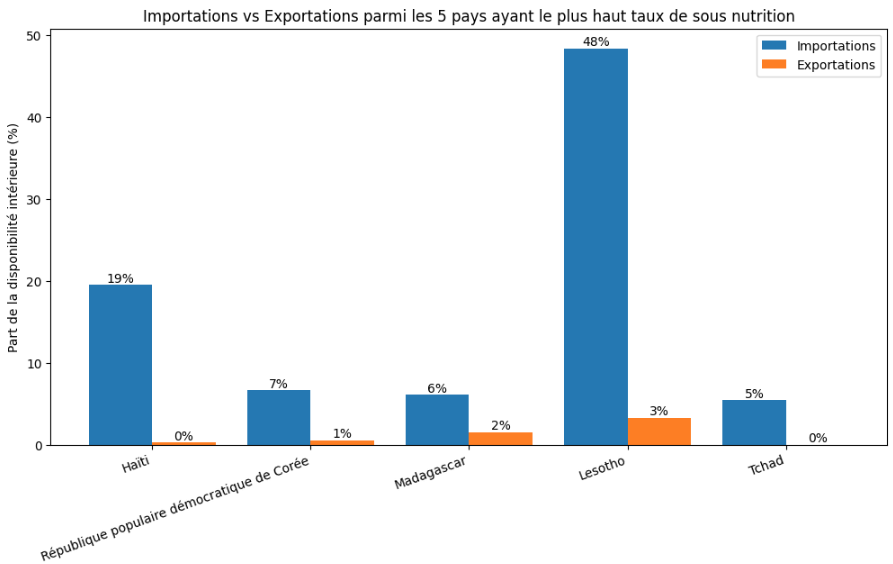 Importations vs Exportations parmi les 5 pays ayant le plus haut taux de sous nutrition
Importations
Exportations
Part de la disponibilité intérieure (%)
50
40
30
20
10
0
19%
0%
7%
1%
6%
2%
48%
3%
5%
0%
Haïti
République populaire démocratique de Corée
Madagascar
Lesotho
Tchad